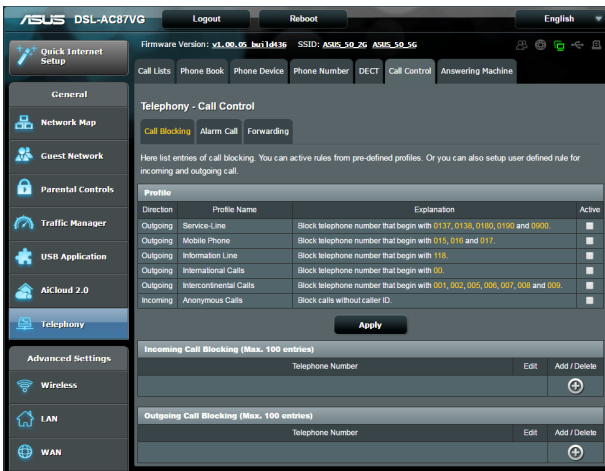 ASUS DSL-AC87VG Logout Reboot English
Quick Internet Setup
Firmware Version: v1.00.05_build436 SSID: ASUS_50_2G ASUS_50_5G
Call Lists Phone Book Phone Device Phone Number DECT Call Control Answering Machine
General
Network Map
Guest Network
Parental Controls
Traffic Manager
USB Application
AiCloud 2.0
Telephony
Advanced Settings
Wireless
LAN
WAN
Telephony - Call Control
Call Blocking Alarm Call Forwarding
Here list entries of call blocking. You can active rules from pre-defined profiles. Or you can also setup user defined rule for
incoming and outgoing call.
Profile
Direction Profile Name Explanation Active
Outgoing Service-Line Block telephone number that begin with 0137, 0138, 0180, 0190 and 0900.
Outgoing Mobile Phone Block telephone number that begin with 015, 016 and 017.
Outgoing Information Line Block telephone number that begin with 118.
Outgoing International Calls Block telephone number that begin with 00.
Outgoing Intercontinental Calls Block telephone number that begin with 001, 002, 005, 006, 007, 008 and 009.
Incoming Anonymous Calls Block calls without caller ID.
Apply
Incoming Call Blocking (Max. 100 entries)
Telephone Number Edit Add / Delete
Outgoing Call Blocking (Max. 100 entries)
Telephone Number Edit Add / Delete